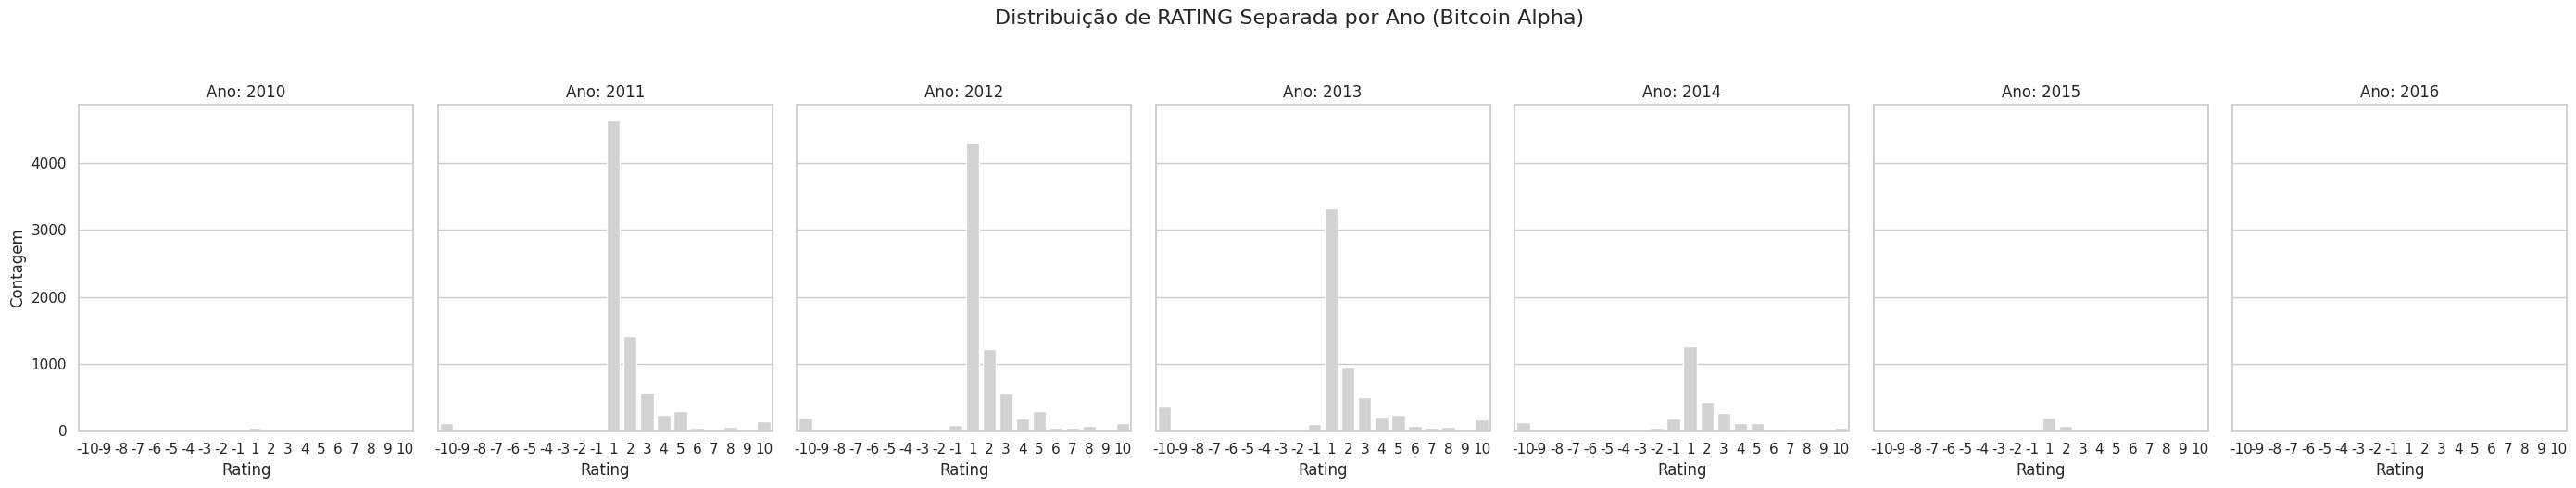 Distribuição de RATING Separada por Ano (Bitcoin Alpha)
Ano: 2010 Ano: 2011 Ano: 2012 Ano: 2013 Ano: 2014 Ano: 2015 Ano: 2016
4000
3000
2000
1000
0
Contagem
-10 -9 -8 -7 -6 -5 -4 -3 -2 -1 1 2 3 4 5 6 7 8 9 10 -10 -9 -8 -7 -6 -5 -4 -3 -2 -1 1 2 3 4 5 6 7 8 9 10 -10 -9 -8 -7 -6 -5 -4 -3 -2 -1 1 2 3 4 5 6 7 8 9 10 -10 -9 -8 -7 -6 -5 -4 -3 -2 -1 1 2 3 4 5 6 7 8 9 10 -10 -9 -8 -7 -6 -5 -4 -3 -2 -1 1 2 3 4 5 6 7 8 9 10 -10 -9 -8 -7 -6 -5 -4 -3 -2 -1 1 2 3 4 5 6 7 8 9 10 -10 -9 -8 -7 -6 -5 -4 -3 -2 -1 1 2 3 4 5 6 7 8 9 10
Rating Rating Rating Rating Rating Rating Rating